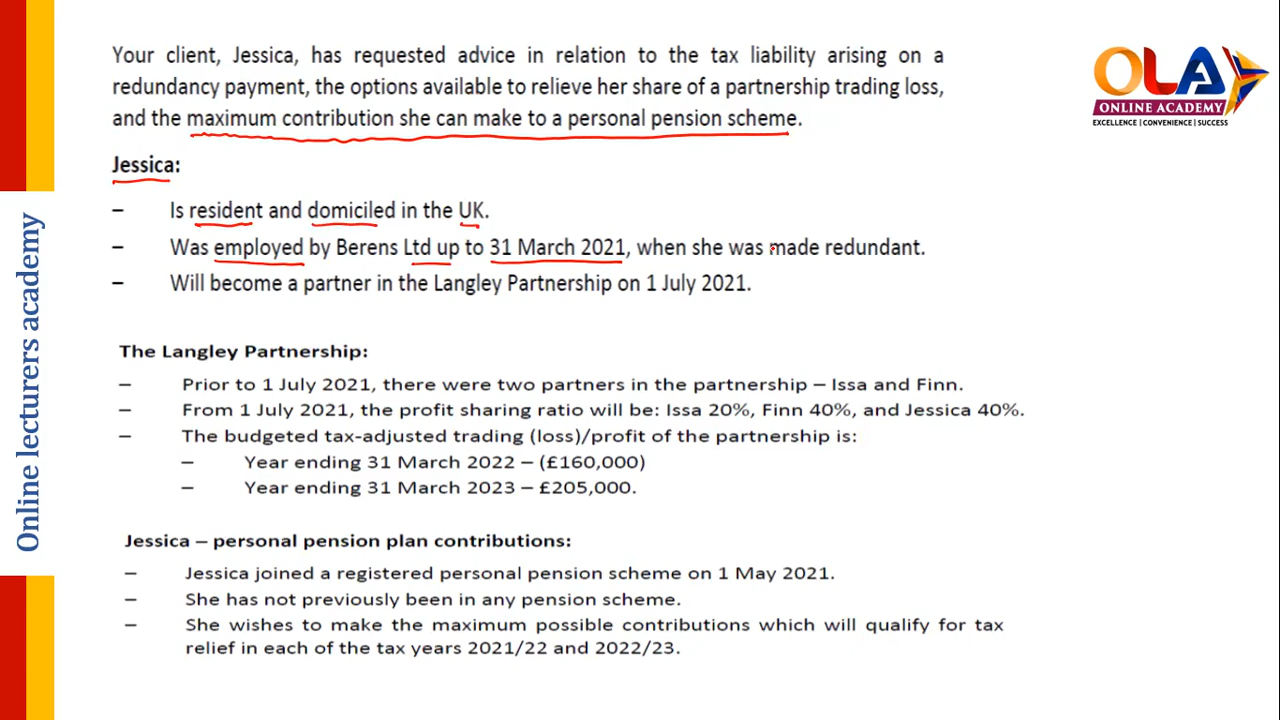 Your client, Jessica, has requested advice in relation to the tax liability arising on a
redundancy payment, the options available to relieve her share of a partnership trading loss,
and the maximum contribution she can make to a personal pension scheme.
OLA
ONLINE ACADEMY
EXCELLENCE | CONVENIENCE | SUCCESS
Jessica:
– Is resident and domiciled in the UK.
– Was employed by Berens Ltd up to 31 March 2021, when she was made redundant.
– Will become a partner in the Langley Partnership on 1 July 2021.
Online lecturers academy
The Langley Partnership:
– Prior to 1 July 2021, there were two partners in the partnership – Issa and Finn.
– From 1 July 2021, the profit sharing ratio will be: Issa 20%, Finn 40%, and Jessica 40%.
– The budgeted tax-adjusted trading (loss)/profit of the partnership is:
– Year ending 31 March 2022 – (£160,000)
– Year ending 31 March 2023 – £205,000.
Jessica – personal pension plan contributions:
– Jessica joined a registered personal pension scheme on 1 May 2021.
– She has not previously been in any pension scheme.
– She wishes to make the maximum possible contributions which will qualify for tax
relief in each of the tax years 2021/22 and 2022/23.